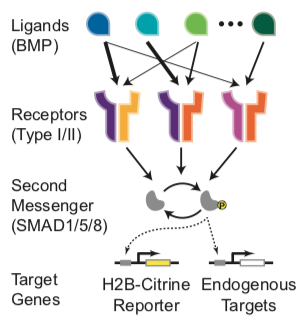 Ligands
(BMP)
Receptors
(Type I/II)
Second
Messenger
(SMAD1/5/8)
P
Target
Genes
H2B-Citrine
Reporter
Endogenous
Targets